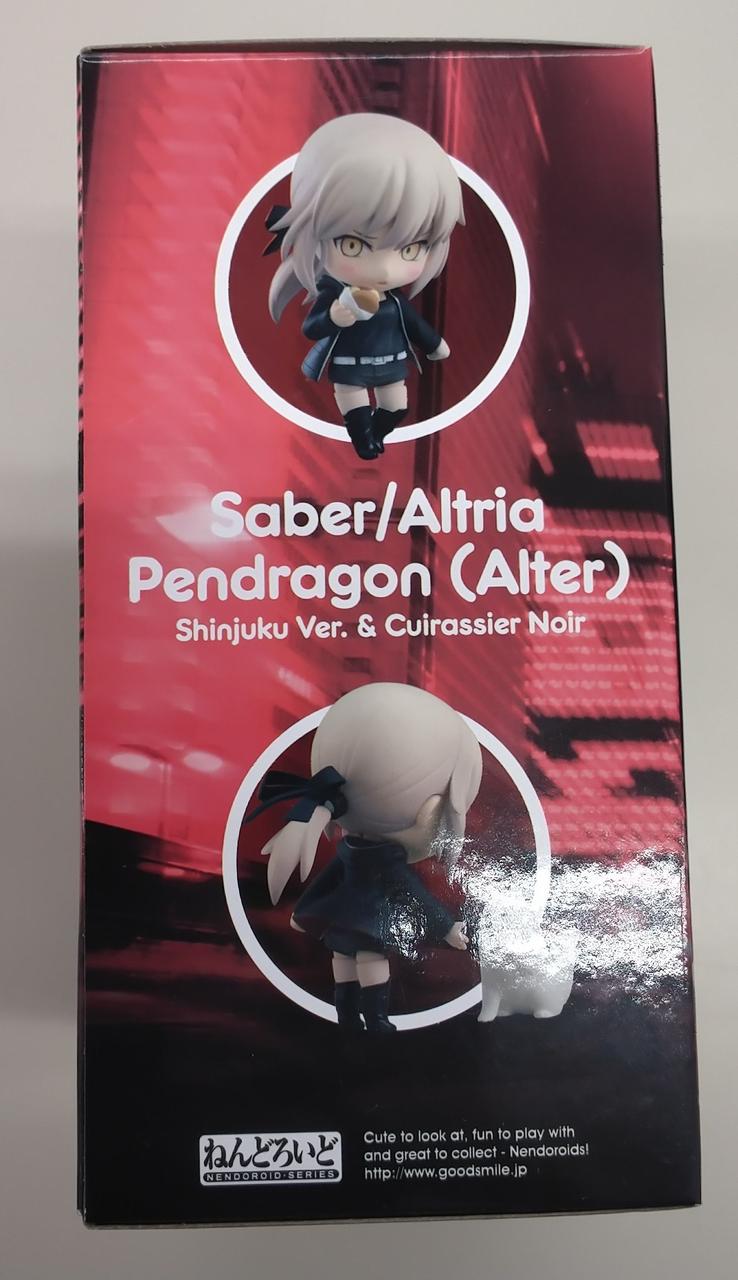 Saber/Altria
Pendragon (Alter)
Shinjuku Ver. & Cuirassier Noir
ねんどろいど
NENDOROID·SERIES
Cute to look at, fun to play with
and great to collect - Nendoroids!
http://www.goodsmile.jp